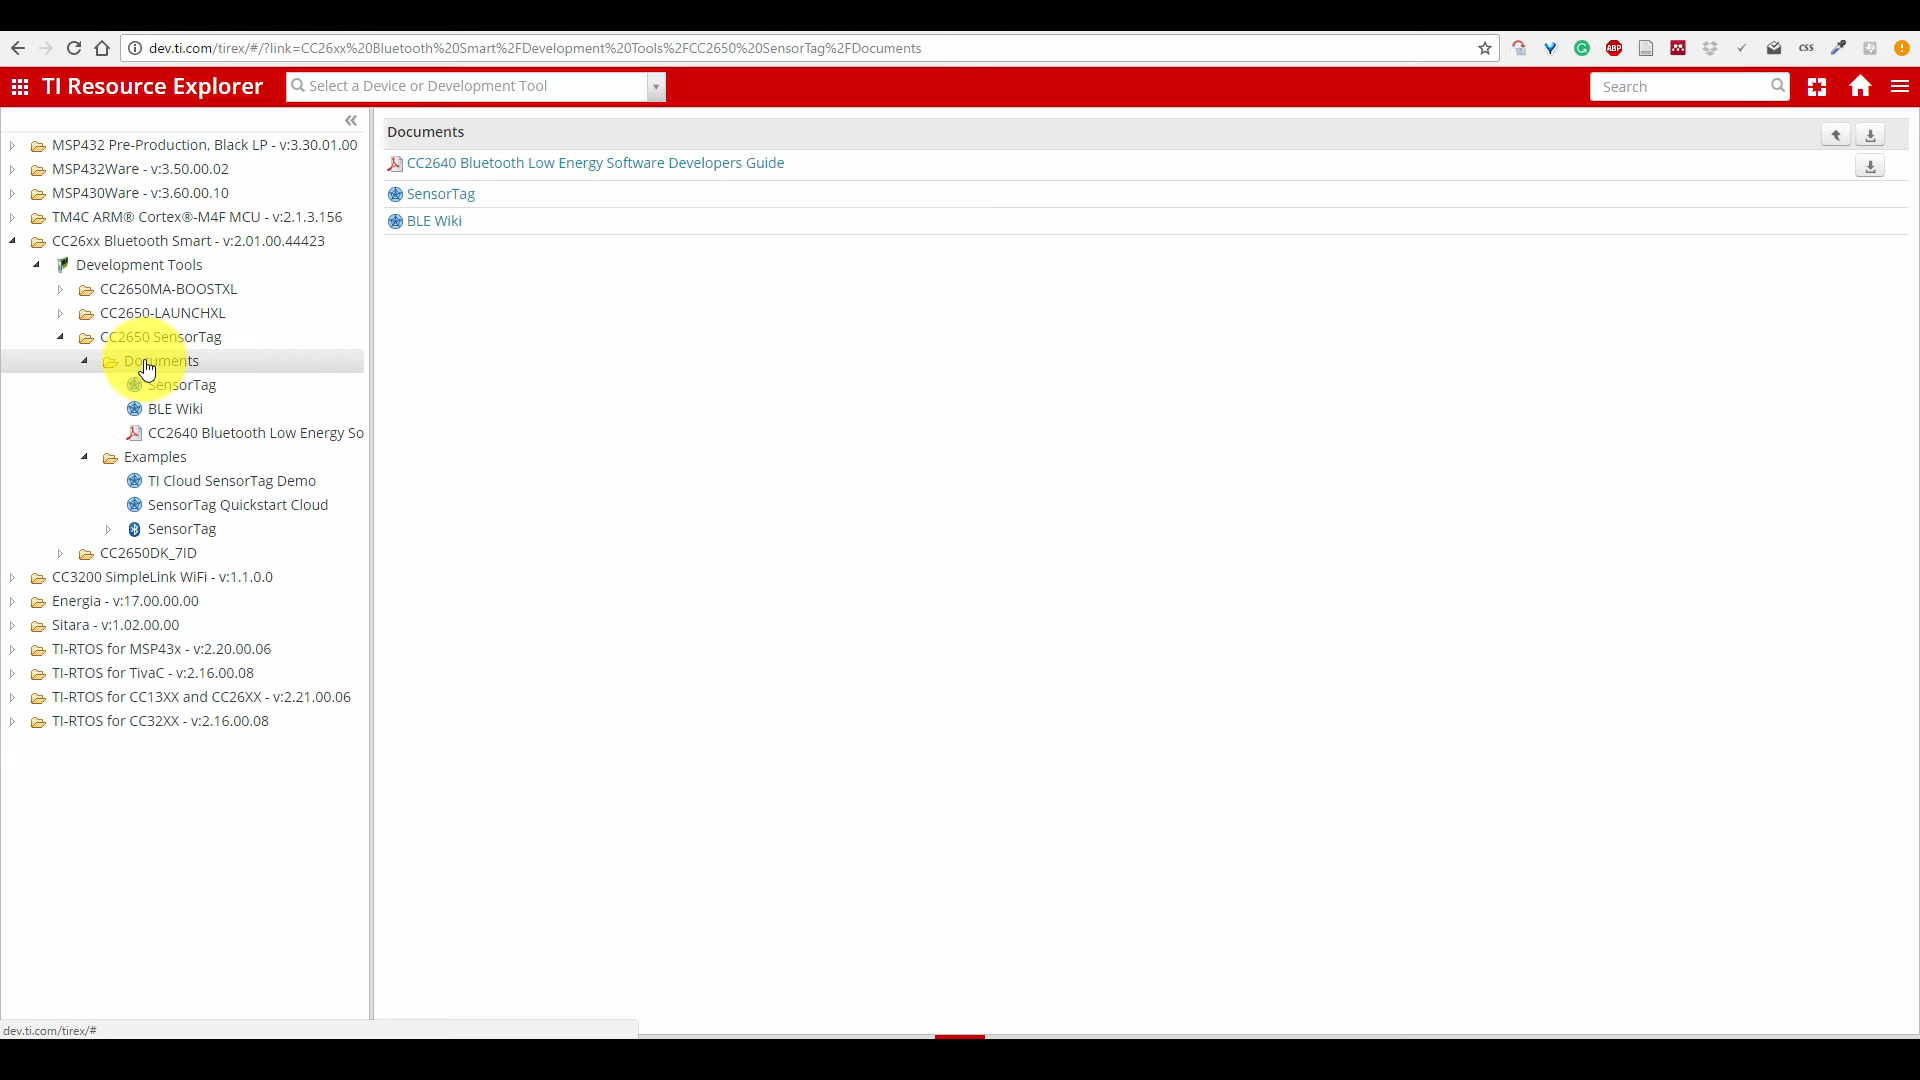 dev.ti.com/tirex/#/?link=CC26xx%20Bluetooth%20Smart%2FDevelopment%20Tools%2FCC2650%20SensorTag%2FDocuments
ABP
css
TI Resource Explorer
Select a Device or Development Tool
Search
MSP432 Pre-Production, Black LP - v:3.30.01.00
MSP432Ware - v:3.50.00.02
MSP430Ware - v:3.60.00.10
TM4C ARM® Cortex®-M4F MCU - v:2.1.3.156
CC26xx Bluetooth Smart - v:2.01.00.44423
Development Tools
CC2650MA-BOOSTXL
CC2650-LAUNCHXL
CC2650 SensorTag
Documents
SensorTag
BLE Wiki
CC2640 Bluetooth Low Energy So
Examples
TI Cloud SensorTag Demo
SensorTag Quickstart Cloud
SensorTag
CC2650DK_7ID
CC3200 SimpleLink WiFi - v:1.1.0.0
Energia - v:17.00.00.00
Sitara - v:1.02.00.00
TI-RTOS for MSP43x - v:2.20.00.06
TI-RTOS for TivaC - v:2.16.00.08
TI-RTOS for CC13XX and CC26XX - v:2.21.00.06
TI-RTOS for CC32XX - v:2.16.00.08
Documents
CC2640 Bluetooth Low Energy Software Developers Guide
SensorTag
BLE Wiki
dev.ti.com/tirex/#